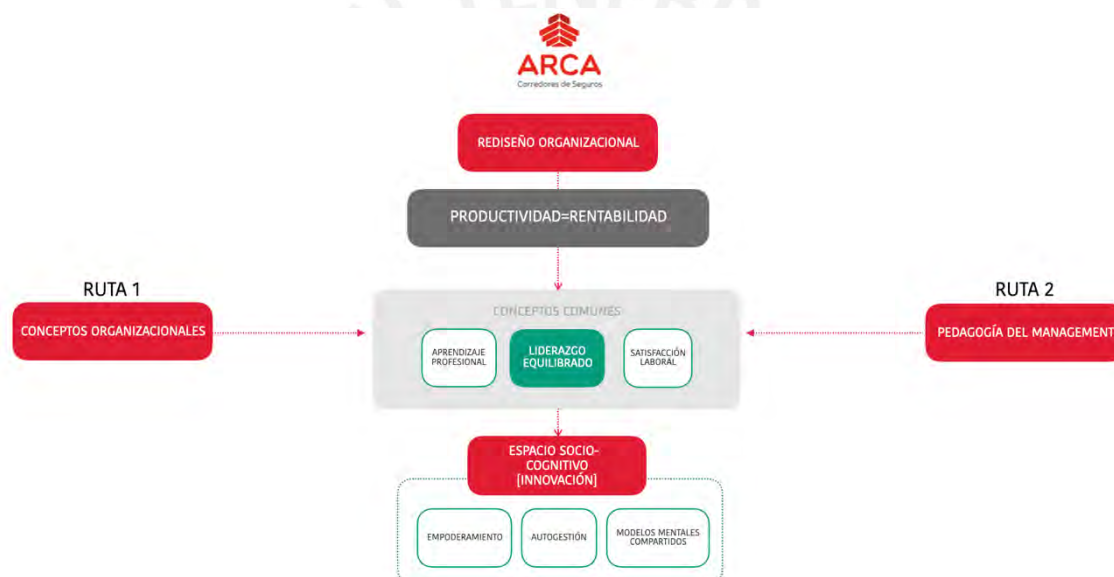 ARCA
Corredores de Seguros
REDISEÑO ORGANIZACIONAL
PRODUCTIVIDAD=RENTABILIDAD
RUTA 1
CONCEPTOS ORGANIZACIONALES
RUTA 2
PEDAGOGÍA DEL MANAGEMENT
CONCEPTOS COMUNES
APRENDIZAJE
PROFESIONAL
LIDERAZGO
EQUILIBRADO
SATISFACCIÓN
LABORAL
ESPACIO SOCIO-
COGNITIVO
[INNOVACIÓN]
EMPODERAMIENTO
AUTOGESTIÓN
MODELOS MENTALES
COMPARTIDOS